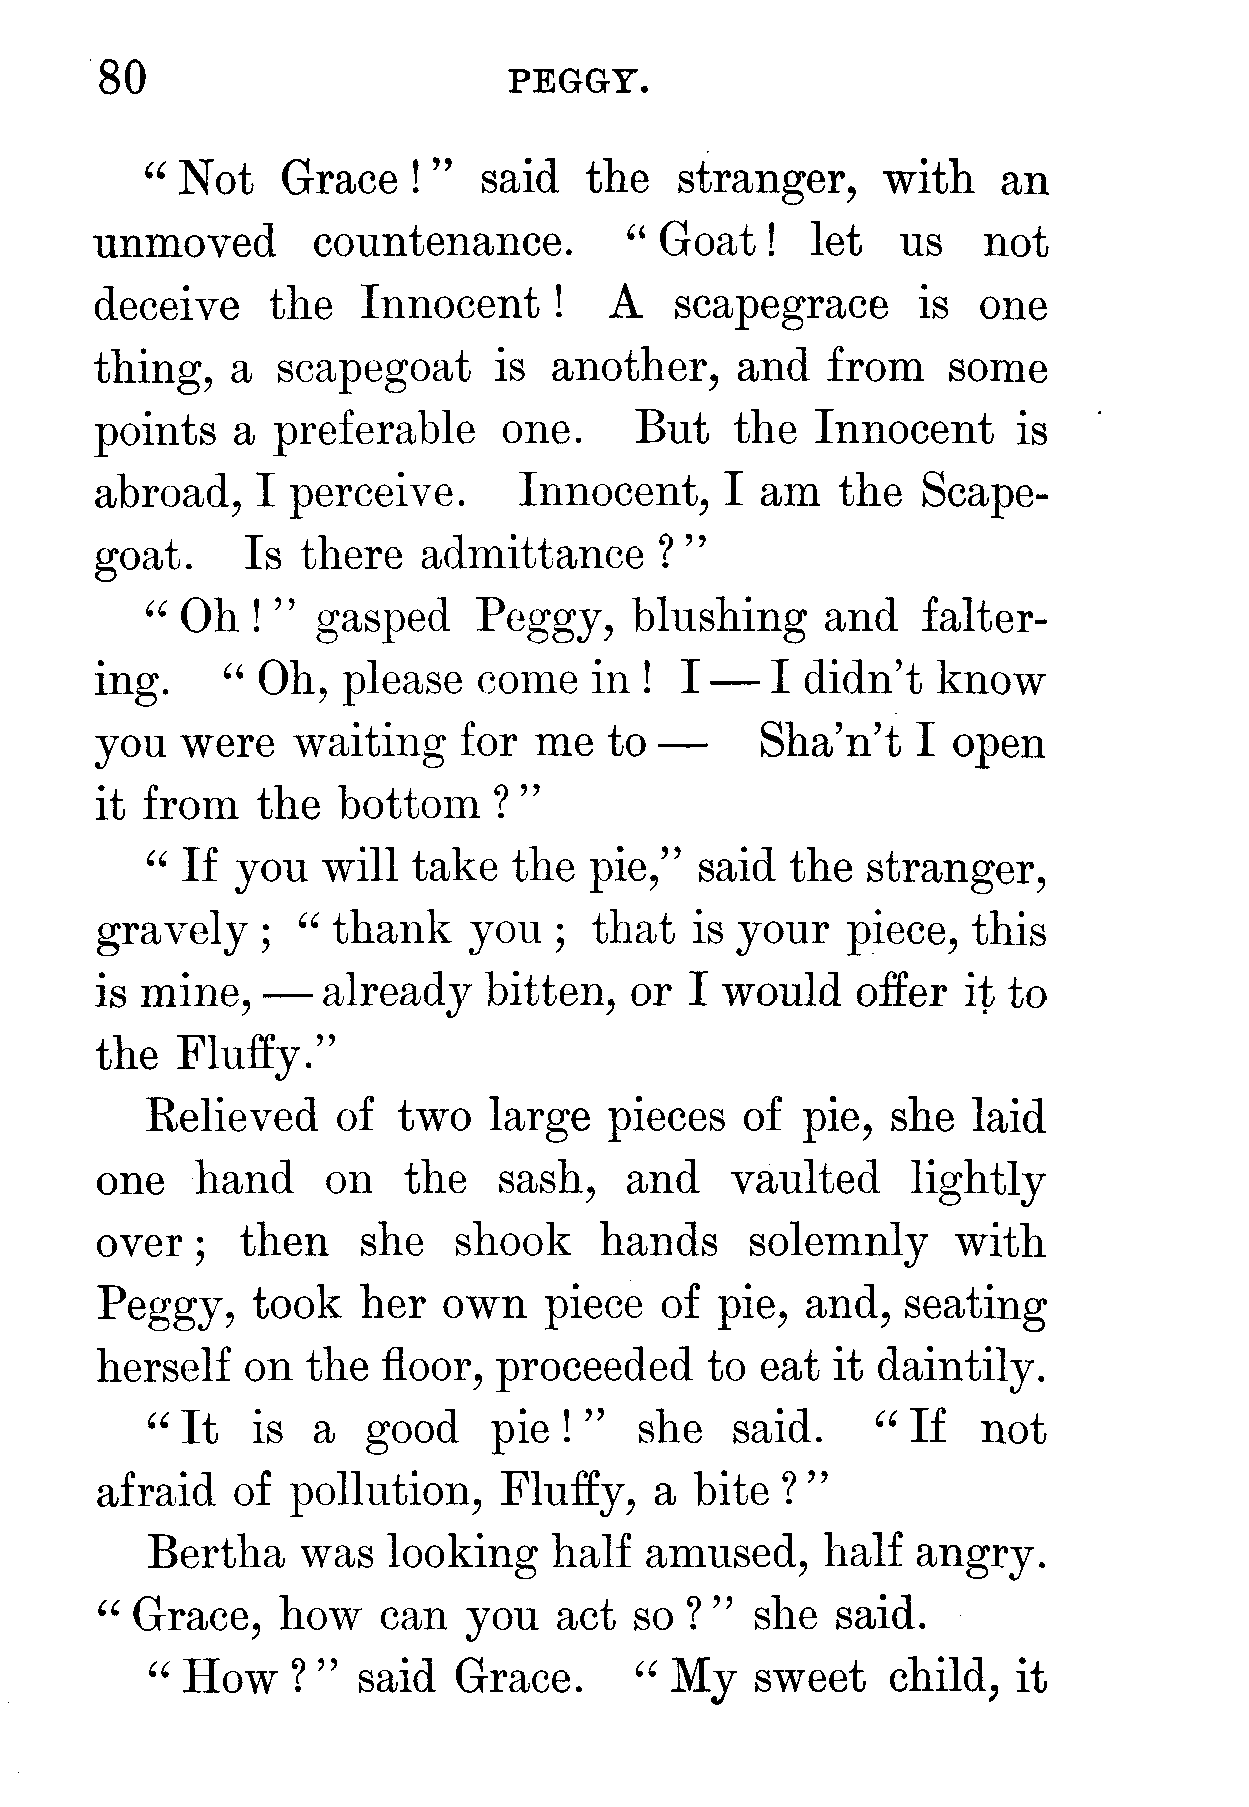 80 PEGGY.
“ Not Grace ! ” said the stranger, with an
unmoved countenance. “ Goat ! let us not
deceive the Innocent ! A scapegrace is one
thing, a scapegoat is another, and from some
points a preferable one. But the Innocent is
abroad, I perceive. Innocent, I am the Scape-
goat. Is there admittance ? ”
“ Oh ! ” gasped Peggy, blushing and falter-
ing. “ Oh, please come in ! I — I didn’t know
you were waiting for me to — Sha’n’t I open
it from the bottom ? ”
“ If you will take the pie,” said the stranger,
gravely ; “ thank you ; that is your piece, this
is mine, — already bitten, or I would offer it to
the Fluffy.”
Relieved of two large pieces of pie, she laid
one hand on the sash, and vaulted lightly
over ; then she shook hands solemnly with
Peggy, took her own piece of pie, and, seating
herself on the floor, proceeded to eat it daintily.
“ It is a good pie ! ” she said. “ If not
afraid of pollution, Fluffy, a bite ? ”
Bertha was looking half amused, half angry.
“ Grace, how can you act so ? ” she said.
“ How ? ” said Grace. “ My sweet child, it